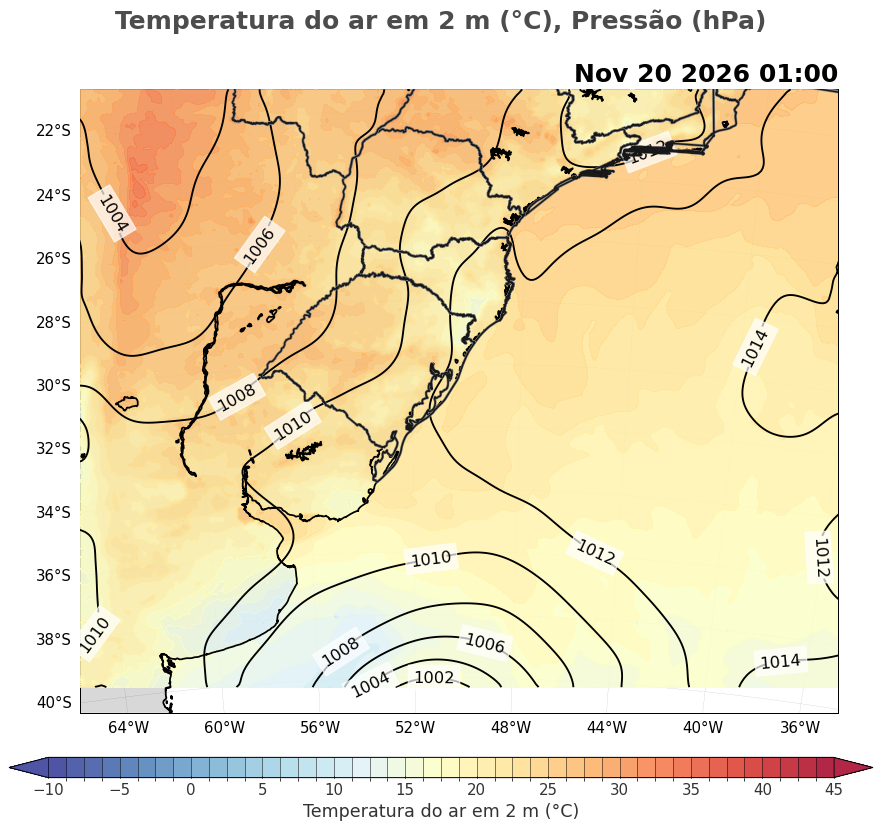 Temperatura do ar em 2 m (°C), Pressão (hPa)
Nov 20 2026 01:00
22°S
24°S
26°S
28°S
30°S
32°S
34°S
36°S
38°S
40°S
1012
1004
1006
1014
1008
1010
1012
1010
1012
1010
1008
1006
1004
1002
1014
64°W
60°W
56°W
52°W
48°W
44°W
40°W
36°W
−10
−5
0
5
10
15
20
25
30
35
40
45
Temperatura do ar em 2 m (°C)